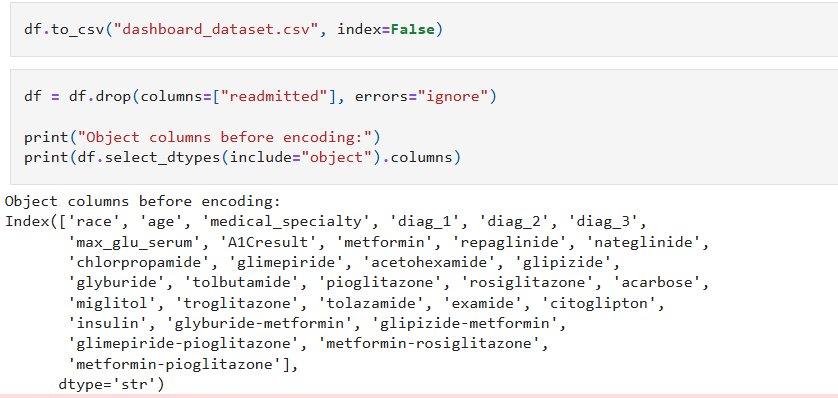 df.to_csv("dashboard_dataset.csv", index=False)
df = df.drop(columns=["readmitted"], errors="ignore")
print("Object columns before encoding:")
print(df.select_dtypes(include="object").columns)
Object columns before encoding:
Index(['race', 'age', 'medical_specialty', 'diag_1', 'diag_2', 'diag_3',
'max_glu_serum', 'A1Cresult', 'metformin', 'repaglinide', 'nateglinide',
'chlorpropamide', 'glimepiride', 'acetohexamide', 'glipizide',
'glyburide', 'tolbutamide', 'pioglitazone', 'rosiglitazone', 'acarbose',
'miglitol', 'troglitazone', 'tolazamide', 'examide', 'citoglipton',
'insulin', 'glyburide-metformin', 'glipizide-metformin',
'glimepiride-pioglitazone', 'metformin-rosiglitazone',
'metformin-pioglitazone'],
dtype='str')